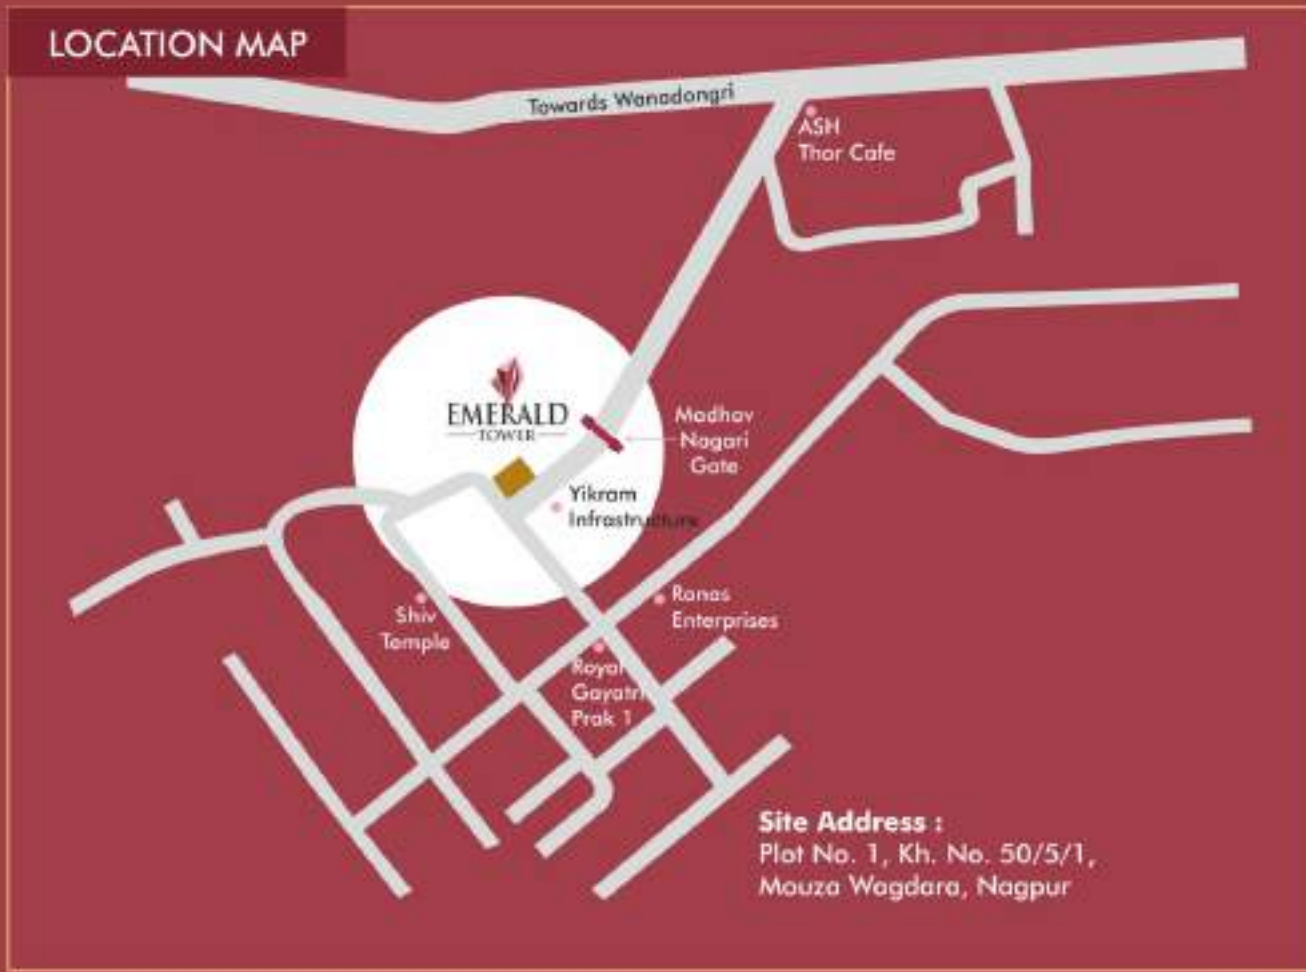 LOCATION MAP
Towards Wanadongri
ASH
Thor Cafe
EMERALD
TOWER
Madhav
Nagari
Gate
Yikram
Infrastructure
Shiv
Temple
Ranas
Enterprises
Royal
Gayatri
Prak 1
Site Address :
Plot No. 1, Kh. No. 50/5/1,
Mouza Wagdara, Nagpur